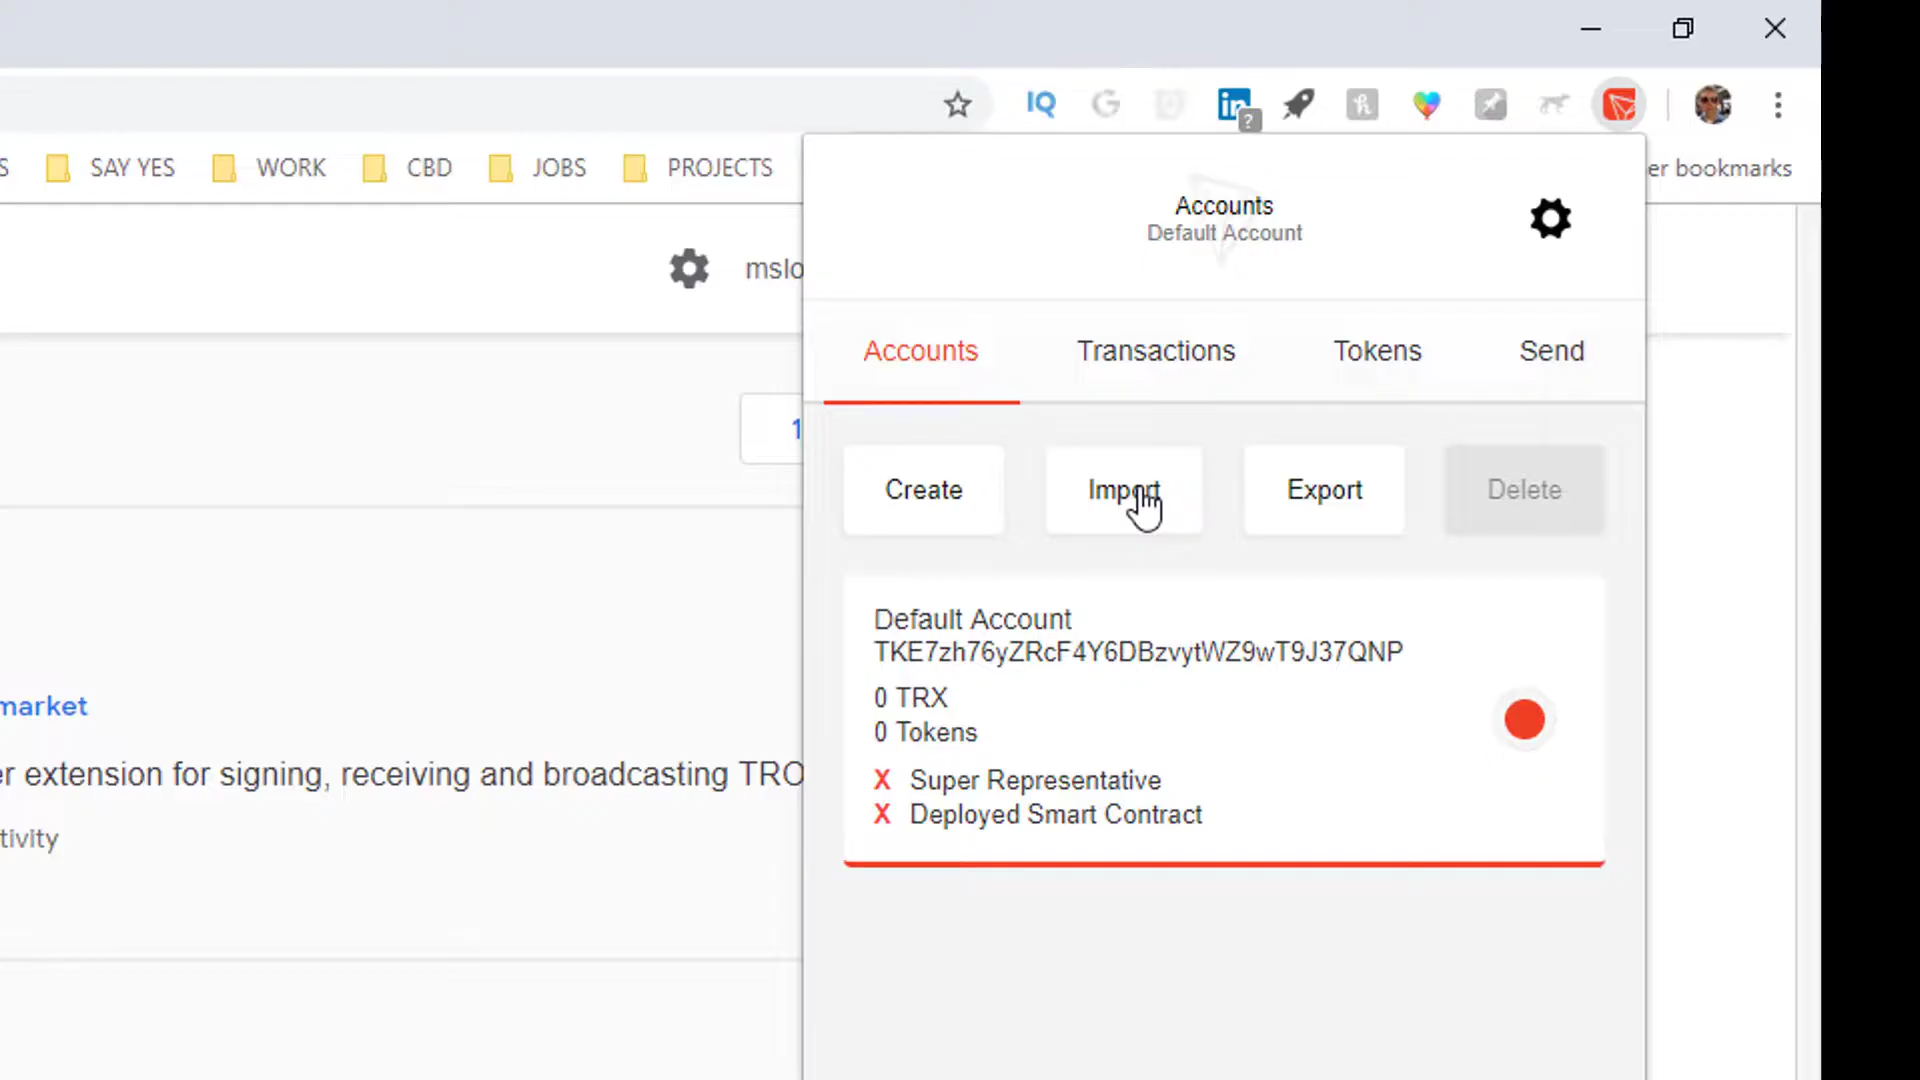 IQ
G
in
?
h
S
SAY YES
WORK
CBD
JOBS
PROJECTS
er bookmarks
Accounts
Default Account
mslo
Accounts
Transactions
Tokens
Send
1
Create
Import
Export
Delete
Default Account
TKE7zh76yZRcF4Y6DBzvytWZ9wT9J37QNP
0 TRX
0 Tokens
X Super Representative
X Deployed Smart Contract
market
er extension for signing, receiving and broadcasting TRO
tivity